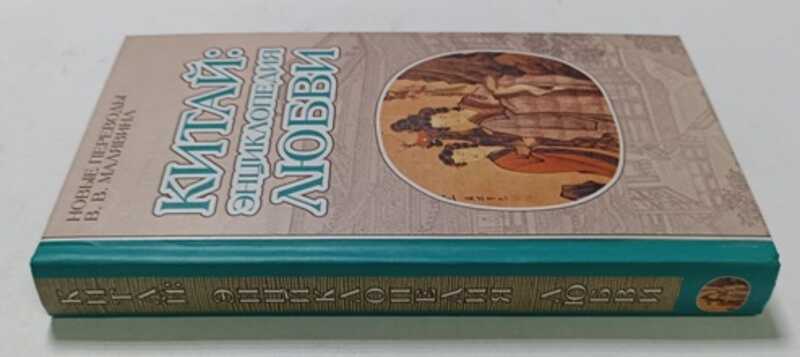 НОВЫЕ ПЕРЕВОДЫ
В. В. МАЛЯВИНА
КИТАЙ:
ЭНЦИКЛОПЕДИЯ
ЛЮБВИ
КИТАЙ: ЭНЦИКЛОПЕДИЯ ЛЮБВИ